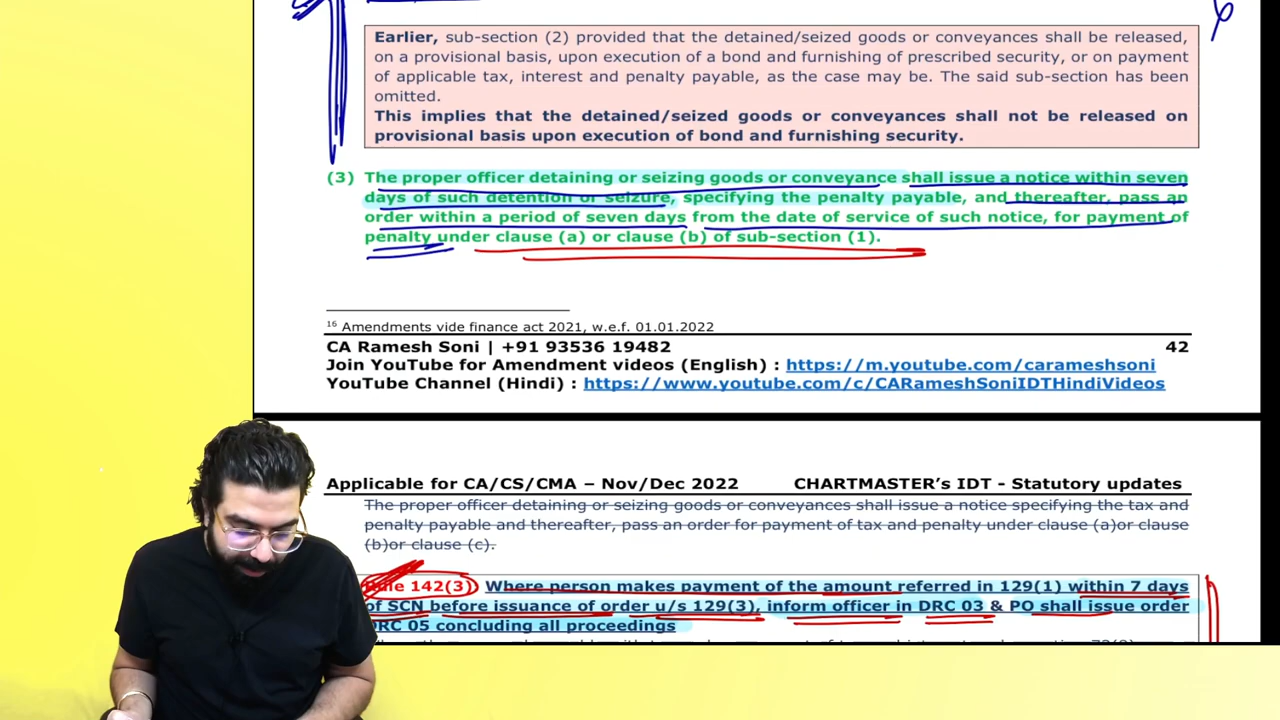 Earlier, sub-section (2) provided that the detained/seized goods or conveyances shall be released,
on a provisional basis, upon execution of a bond and furnishing of prescribed security, or on payment
of applicable tax, interest and penalty payable, as the case may be. The said sub-section has been
omitted.
This implies that the detained/seized goods or conveyances shall not be released on
provisional basis upon execution of bond and furnishing security.
(3) The proper officer detaining or seizing goods or conveyance shall issue a notice within seven
days of such detention or seizure, specifying the penalty payable, and thereafter, pass an
order within a period of seven days from the date of service of such notice, for payment of
penalty under clause (a) or clause (b) of sub-section (1).
16 Amendments vide finance act 2021, w.e.f. 01.01.2022
CA Ramesh Soni | +91 93536 19482 42
Join YouTube for Amendment videos (English) : https://m.youtube.com/carameshsoni
YouTube Channel (Hindi) : https://www.youtube.com/c/CARameshSoniIDTHindiVideos
Applicable for CA/CS/CMA – Nov/Dec 2022 CHARTMASTER's IDT - Statutory updates
The proper officer detaining or seizing goods or conveyances shall issue a notice specifying the tax and
penalty payable and thereafter, pass an order for payment of tax and penalty under clause (a)or clause
(b)or clause (c).
Rule 142(3) Where person makes payment of the amount referred in 129(1) within 7 days
of SCN before issuance of order u/s 129(3), inform officer in DRC 03 & PO shall issue order
DRC 05 concluding all proceedings